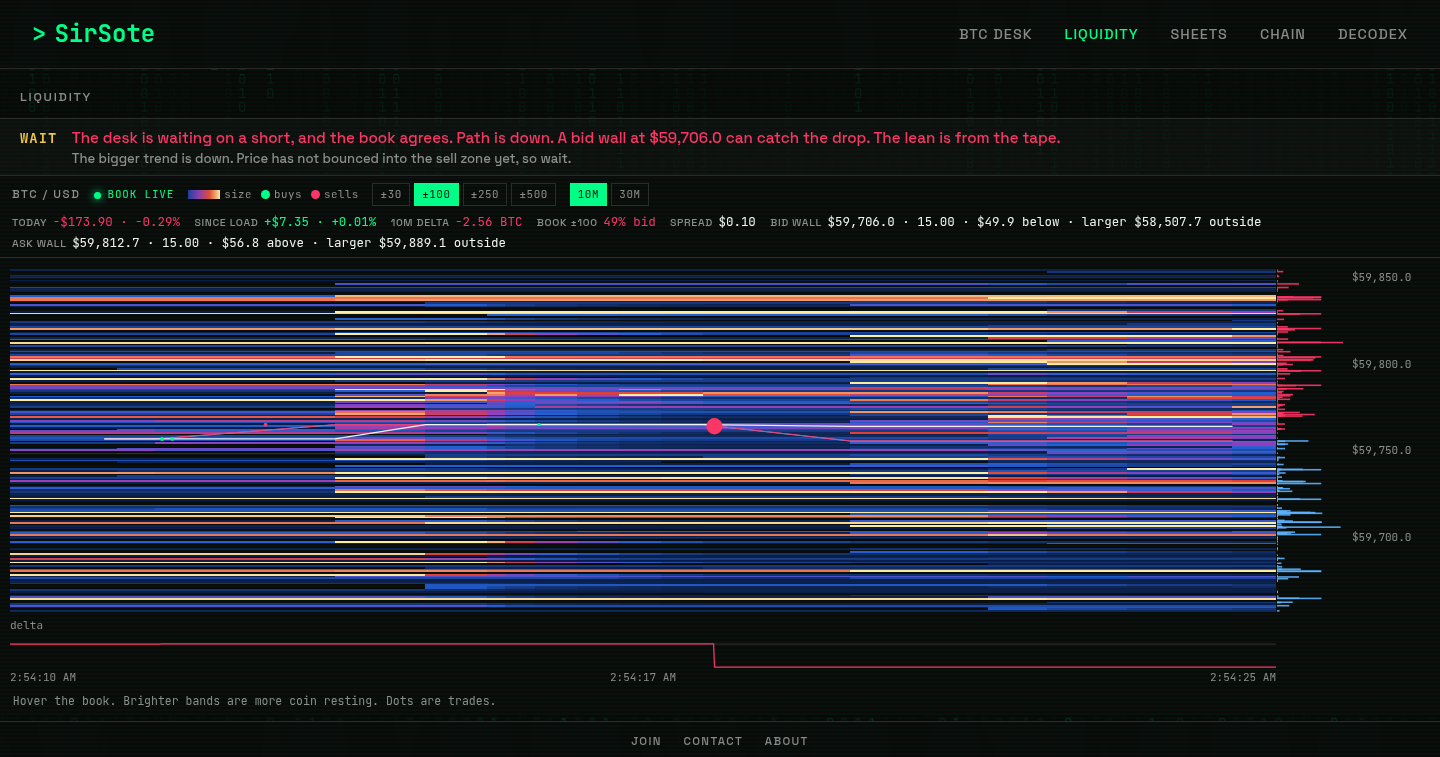 > SirSote
BTC DESK LIQUIDITY SHEETS CHAIN DECODEX
LIQUIDITY
WAIT The desk is waiting on a short, and the book agrees. Path is down. A bid wall at $59,706.0 can catch the drop. The lean is from the tape.
The bigger trend is down. Price has not bounced into the sell zone yet, so wait.
BTC / USD BOOK LIVE size buys sells ±30 ±100 ±250 ±500 10M 30M
TODAY -$173.90 · -0.29% SINCE LOAD +$7.35 · +0.01% 10M DELTA -2.56 BTC BOOK ±100 49% bid SPREAD $0.10 BID WALL $59,706.0 · 15.00 · $49.9 below · larger $58,507.7 outside
ASK WALL $59,812.7 · 15.00 · $56.8 above · larger $59,889.1 outside
$59,850.0
$59,800.0
$59,750.0
$59,700.0
delta
2:54:10 AM 2:54:17 AM 2:54:25 AM
Hover the book. Brighter bands are more coin resting. Dots are trades.
JOIN CONTACT ABOUT